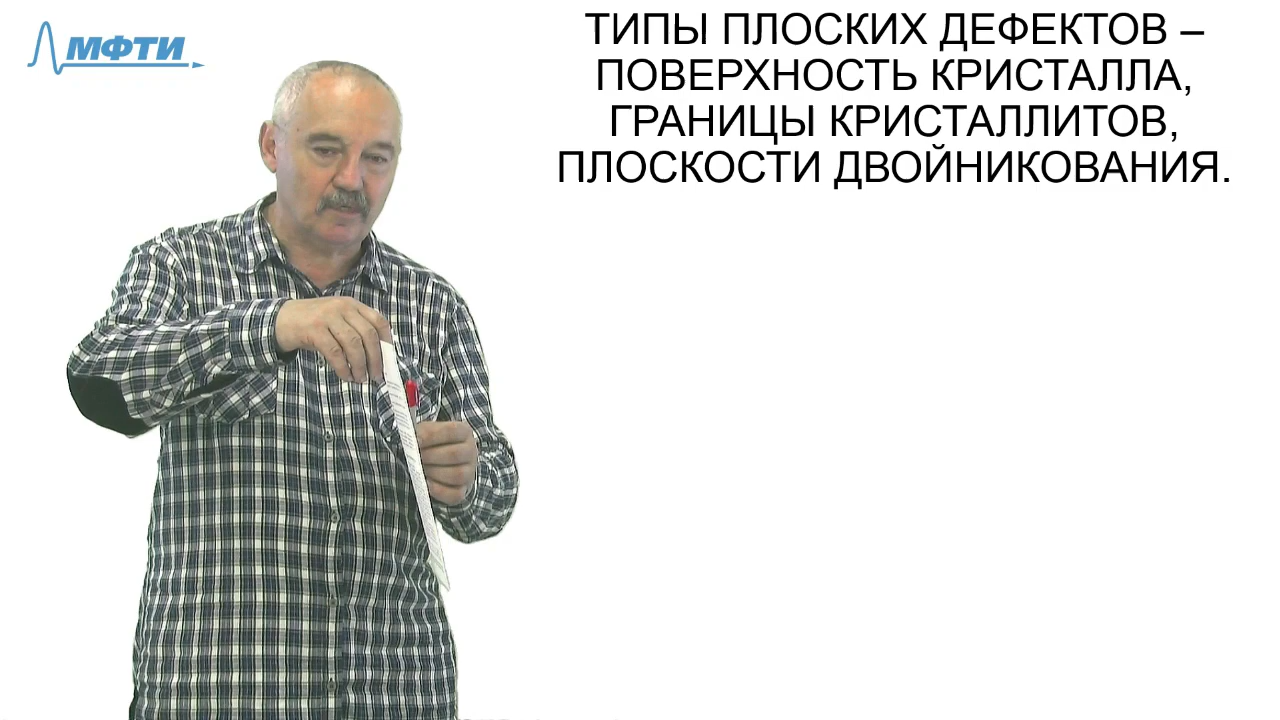 МФТИ
ТИПЫ ПЛОСКИХ ДЕФЕКТОВ –
ПОВЕРХНОСТЬ КРИСТАЛЛА,
ГРАНИЦЫ КРИСТАЛЛИТОВ,
ПЛОСКОСТИ ДВОЙНИКОВАНИЯ.